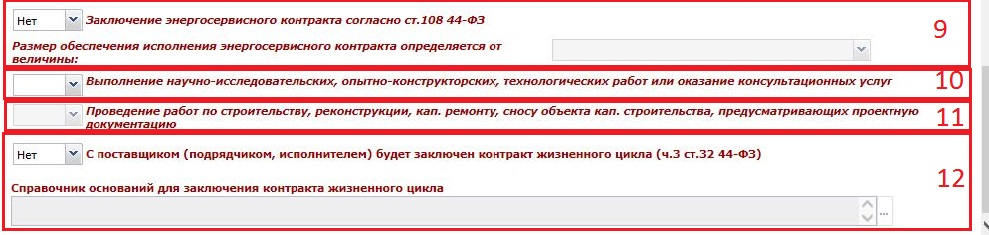 Нет Заключение энергосервисного контракта согласно ст.108 44-ФЗ
9
Размер обеспечения исполнения энергосервисного контракта определяется от
величины:
Выполнение научно-исследовательских, опытно-конструкторских, технологических работ или оказание консультационных услуг
10
Проведение работ по строительству, реконструкции, кап. ремонту, сносу объекта кап. строительства, предусматривающих проектную
документацию
11
Нет С поставщиком (подрядчиком, исполнителем) будет заключен контракт жизненного цикла (ч.3 ст.32 44-ФЗ)
12
Справочник оснований для заключения контракта жизненного цикла
...